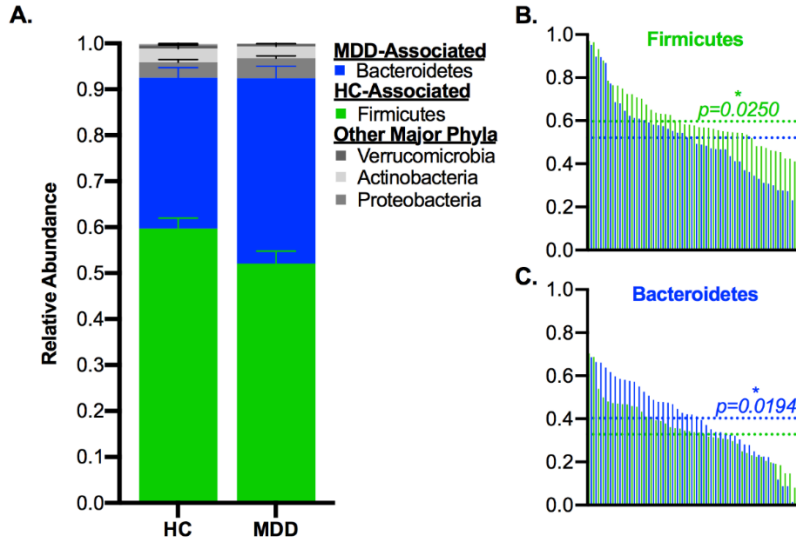 A.
Relative Abundance
1.0
0.9
0.8
0.7
0.6
0.5
0.4
0.3
0.2
0.1
0.0
HC MDD
MDD-Associated
Bacteroidetes
HC-Associated
Firmicutes
Other Major Phyla
Verrucomicrobia
Actinobacteria
Proteobacteria
B.
Firmicutes
1.0
0.8
0.6
0.4
0.2
0.0
*
p=0.0250
C.
Bacteroidetes
1.0
0.8
0.6
0.4
0.2
0.0
*
p=0.0194